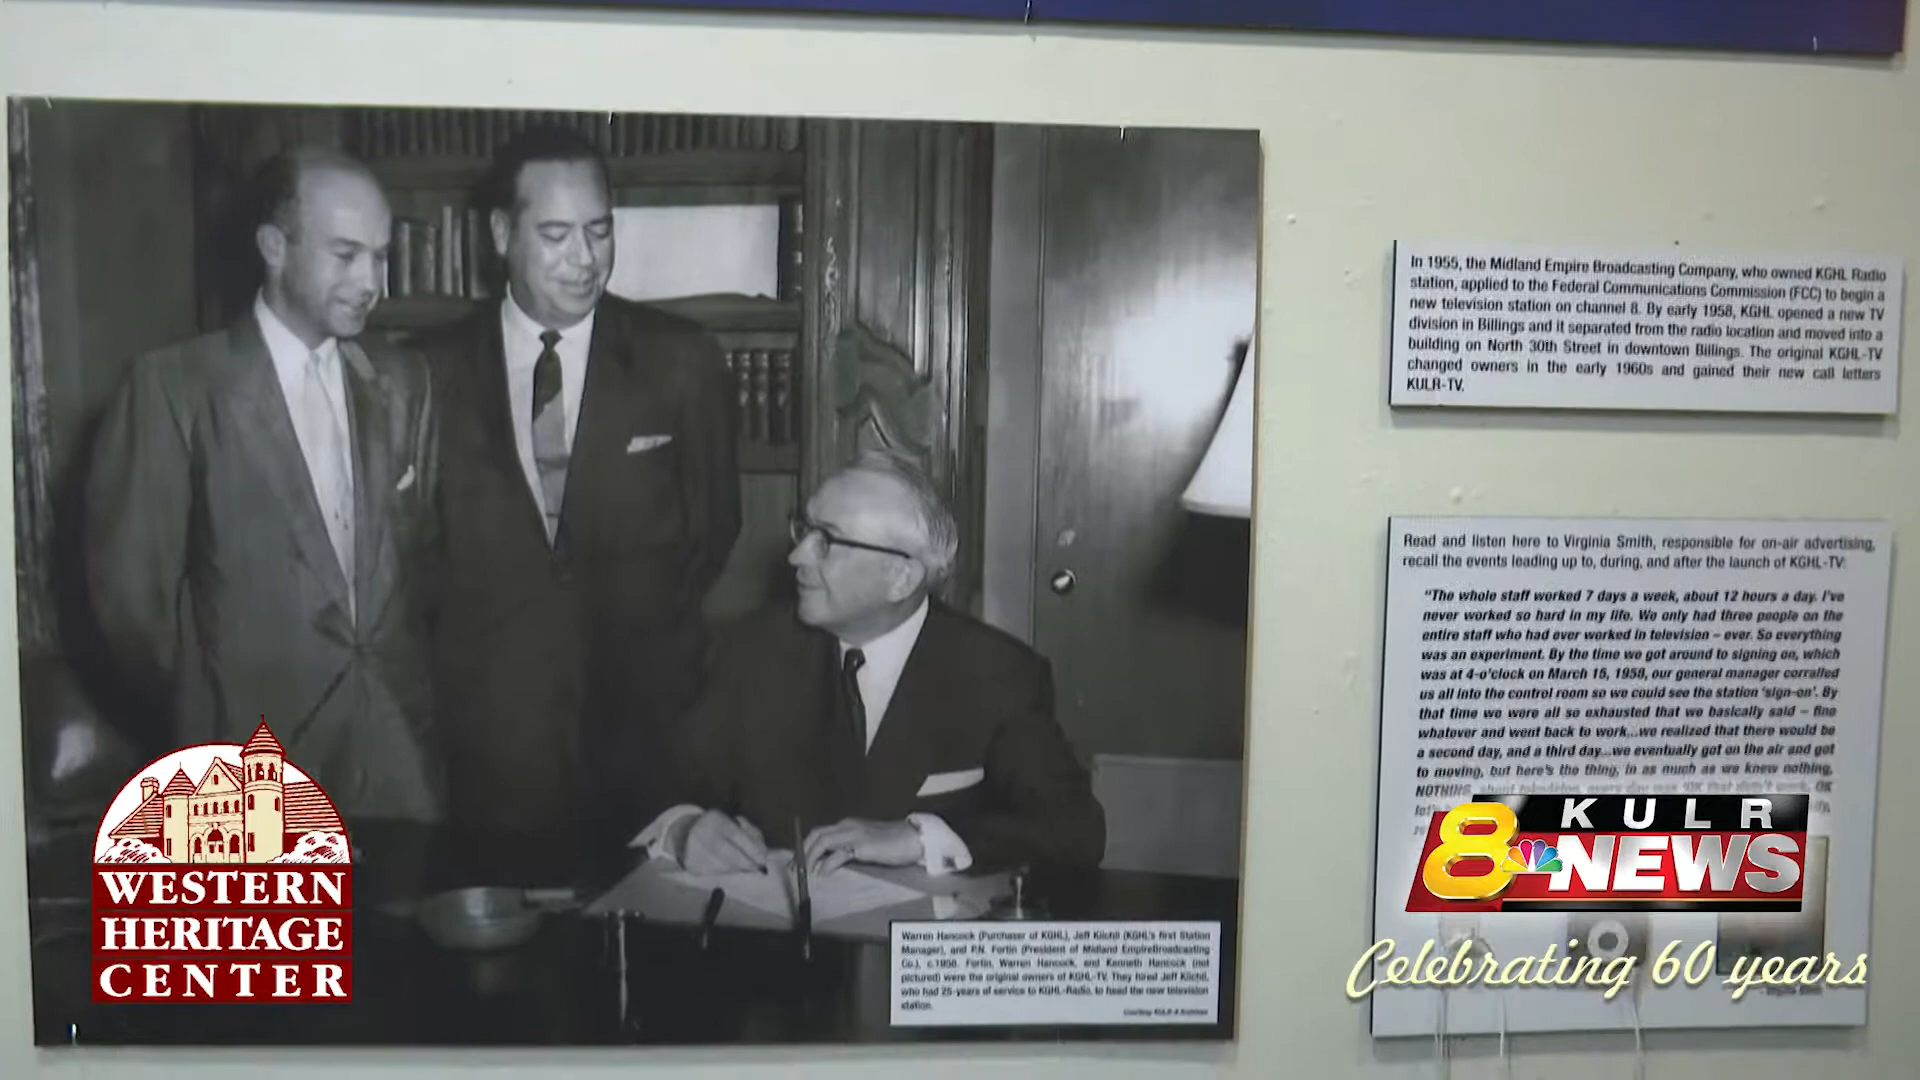 In 1955, the Midland Empire Broadcasting Company, who owned KGHL Radio
station, applied to the Federal Communications Commission (FCC) to begin a
new television station on channel 8. By early 1958, KGHL opened a new TV
division in Billings and it separated from the radio location and moved into a
building on North 30th Street in downtown Billings. The original KGHL-TV
changed owners in the early 1960s and gained their new call letters
KULR-TV.
Read and listen here to Virginia Smith, responsible for on-air advertising,
recall the events leading up to, during, and after the launch of KGHL-TV:
"The whole staff worked 7 days a week, about 12 hours a day. I've
never worked so hard in my life. We only had three people on the
entire staff who had ever worked in television – ever. So everything
was an experiment. By the time we got around to signing on, which
was at 4-o'clock on March 15, 1958, our general manager corralled
us all into the control room so we could see the station 'sign-on'. By
that time we were all so exhausted that we basically said – fine
whatever and went back to work...we realized that there would be
a second day, and a third day...we eventually got on the air and got
to moving, but here's the thing, in as much as we knew nothing,
NOTHING about television, every day was
Warren Hancock (Purchaser of KGHL), Jeff Kiichli (KGHL's first Station
Manager), and P.N. Fortin (President of Midland EmpireBroadcasting
Co.), c.1958. Fortin, Warren Hancock, and Kenneth Hancock (not
pictured) were the original owners of KGHL-TV. They hired Jeff Kiichli,
who had 25-years of service to KGHL-Radio, to head the new television
station.
Courtesy KULR-8 Archives
WESTERN
HERITAGE
CENTER
8 KULR
NEWS
Celebrating 60 years